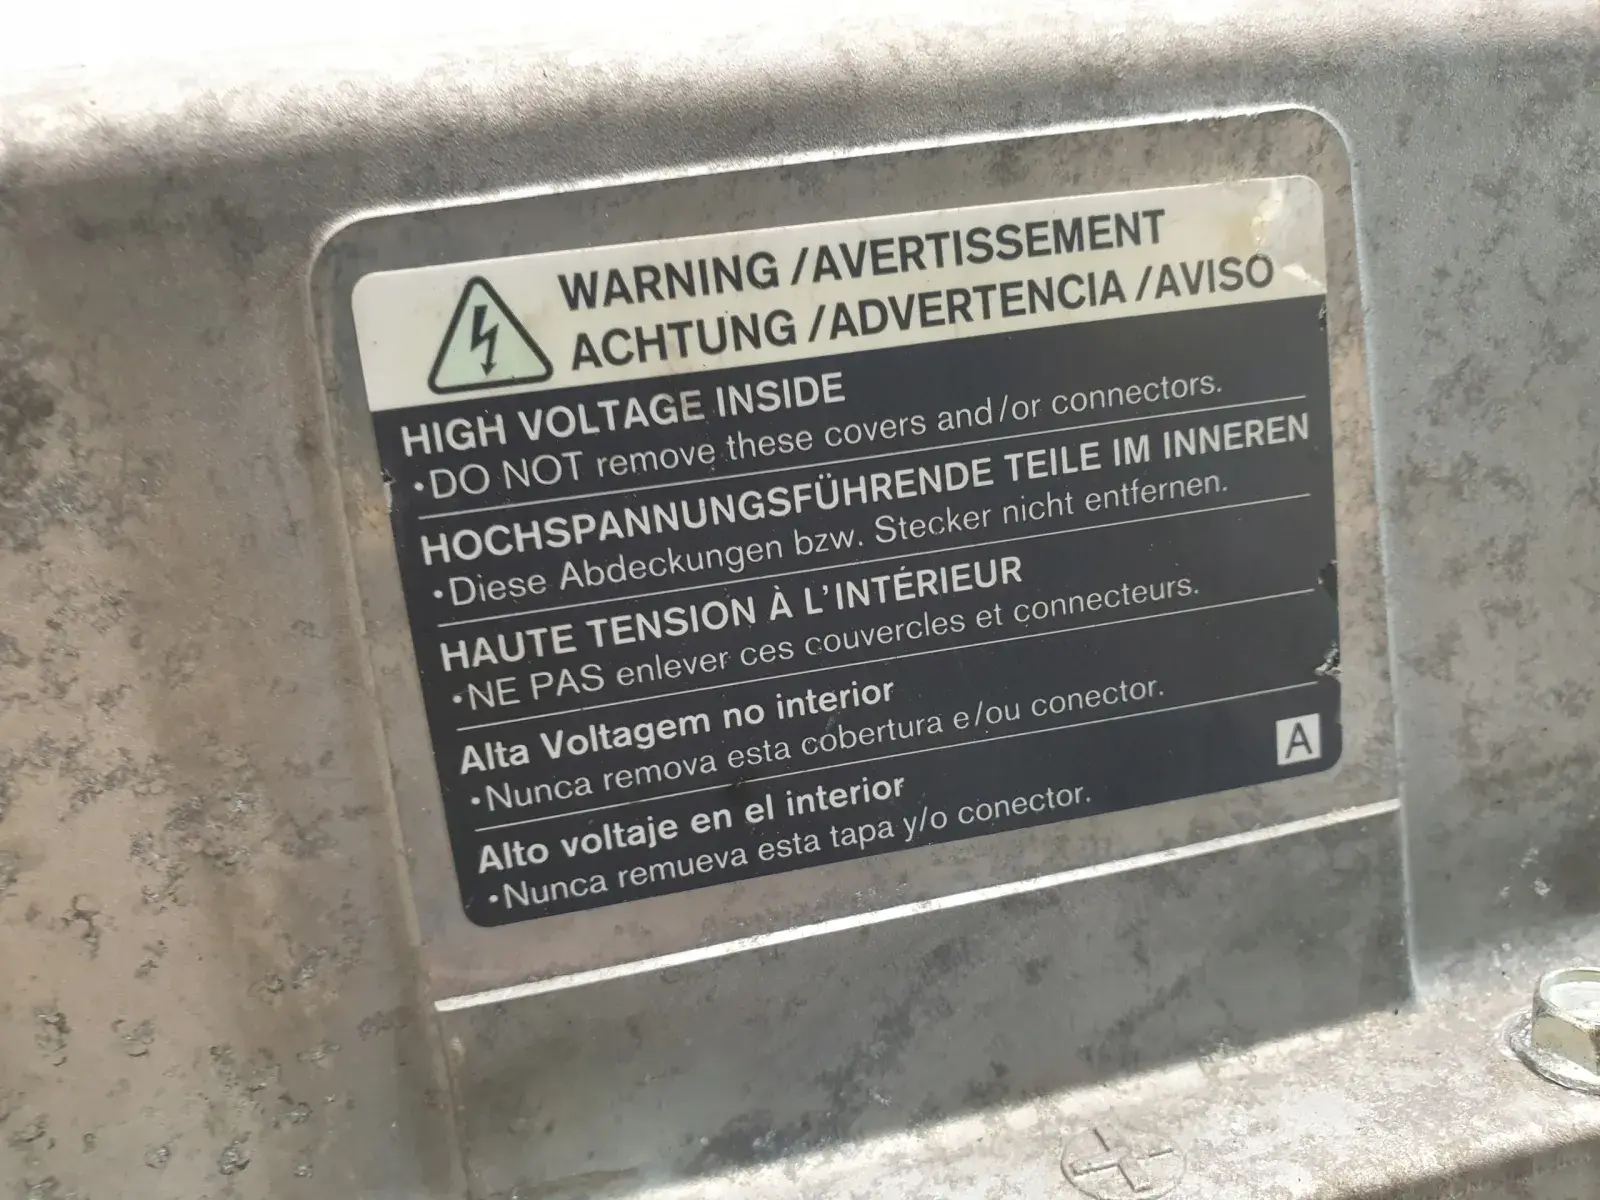 WARNING /AVERTISSEMENT
ACHTUNG /ADVERTENCIA /AVISO
HIGH VOLTAGE INSIDE
•DO NOT remove these covers and/or connectors.
HOCHSPANNUNGSFÜHRENDE TEILE IM INNEREN
•Diese Abdeckungen bzw. Stecker nicht entfernen.
HAUTE TENSION À L'INTÉRIEUR
•NE PAS enlever ces couvercles et connecteurs.
Alta Voltagem no interior
•Nunca remova esta cobertura e/ou conector.
Alto voltaje en el interior
•Nunca remueva esta tapa y/o conector.
A